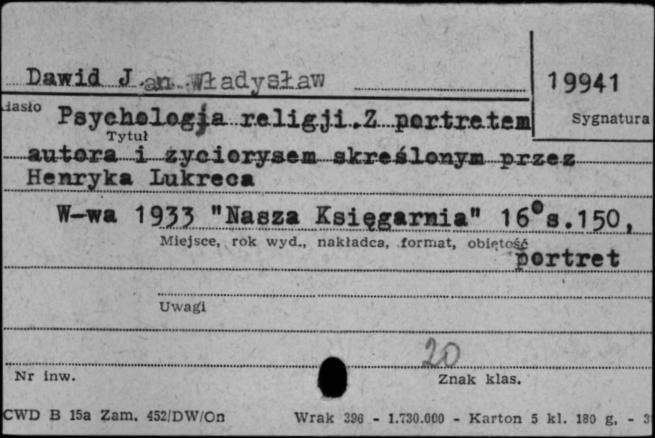 Dawid Jan Władysław
19941
Hasło
Psychologja religji. Z portretem
Sygnatura
Tytuł
autora i życiorysem skreślonym przez
Henryka Lukreca
W-wa 1933 "Nasza Księgarnia" 16° s.150,
Miejsce, rok wyd., nakładca, format, objętość
portret
Uwagi
20
Nr inw.
Znak klas.
CWD B 15a Zam. 452/DW/On Wrak 396 - 1.730.000 - Karton 5 kl. 180 g. - 3